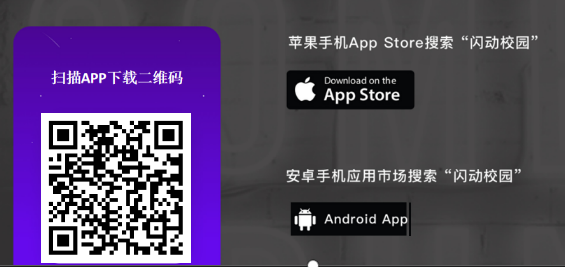 扫描APP下载二维码
苹果手机App Store搜索“闪动校园”
Download on the
App Store
安卓手机应用市场搜索“闪动校园”
Android App